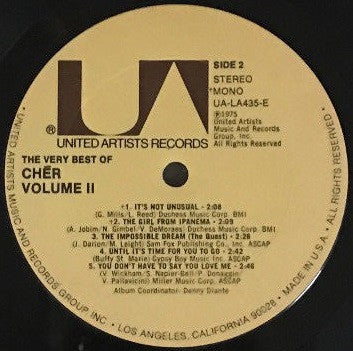 SIDE 2
STEREO
*MONO
UA-LA435-E
℗1975
United Artists
Music And Records
Group, Inc.
All Rights Reserved
UA
®
UNITED ARTISTS RECORDS
THE VERY BEST OF
CHĒR
VOLUME II
1. IT'S NOT UNUSUAL - 2:08
(G. Mills/L. Reed) Duchess Music Corp. BMI
2. THE GIRL FROM IPANEMA - 3:09
(A. Jobim/N. Gimbel/V. DeMoraes) Duchess Music Corp. BMI
3. THE IMPOSSIBLE DREAM (The Quest) - 2:26
(J. Darion/M. Leigh) Sam Fox Publishing Co., Inc. ASCAP
4. UNTIL IT'S TIME FOR YOU TO GO - 2:42
(Buffy St. Marie) Gypsy Boy Music Inc. ASCAP
5. YOU DON'T HAVE TO SAY YOU LOVE ME - 2:46
(V. Wickham/S. Napier-Bell/P. Donaggio/
V. Pallavicini) Miller Music Corp. ASCAP
Album Coordinator: Denny Diante
• UNITED ARTISTS MUSIC AND RECORDS GROUP INC • LOS ANGELES, CALIFORNIA 90028 • MADE IN U.S.A. • ALL RIGHTS RESERVED.